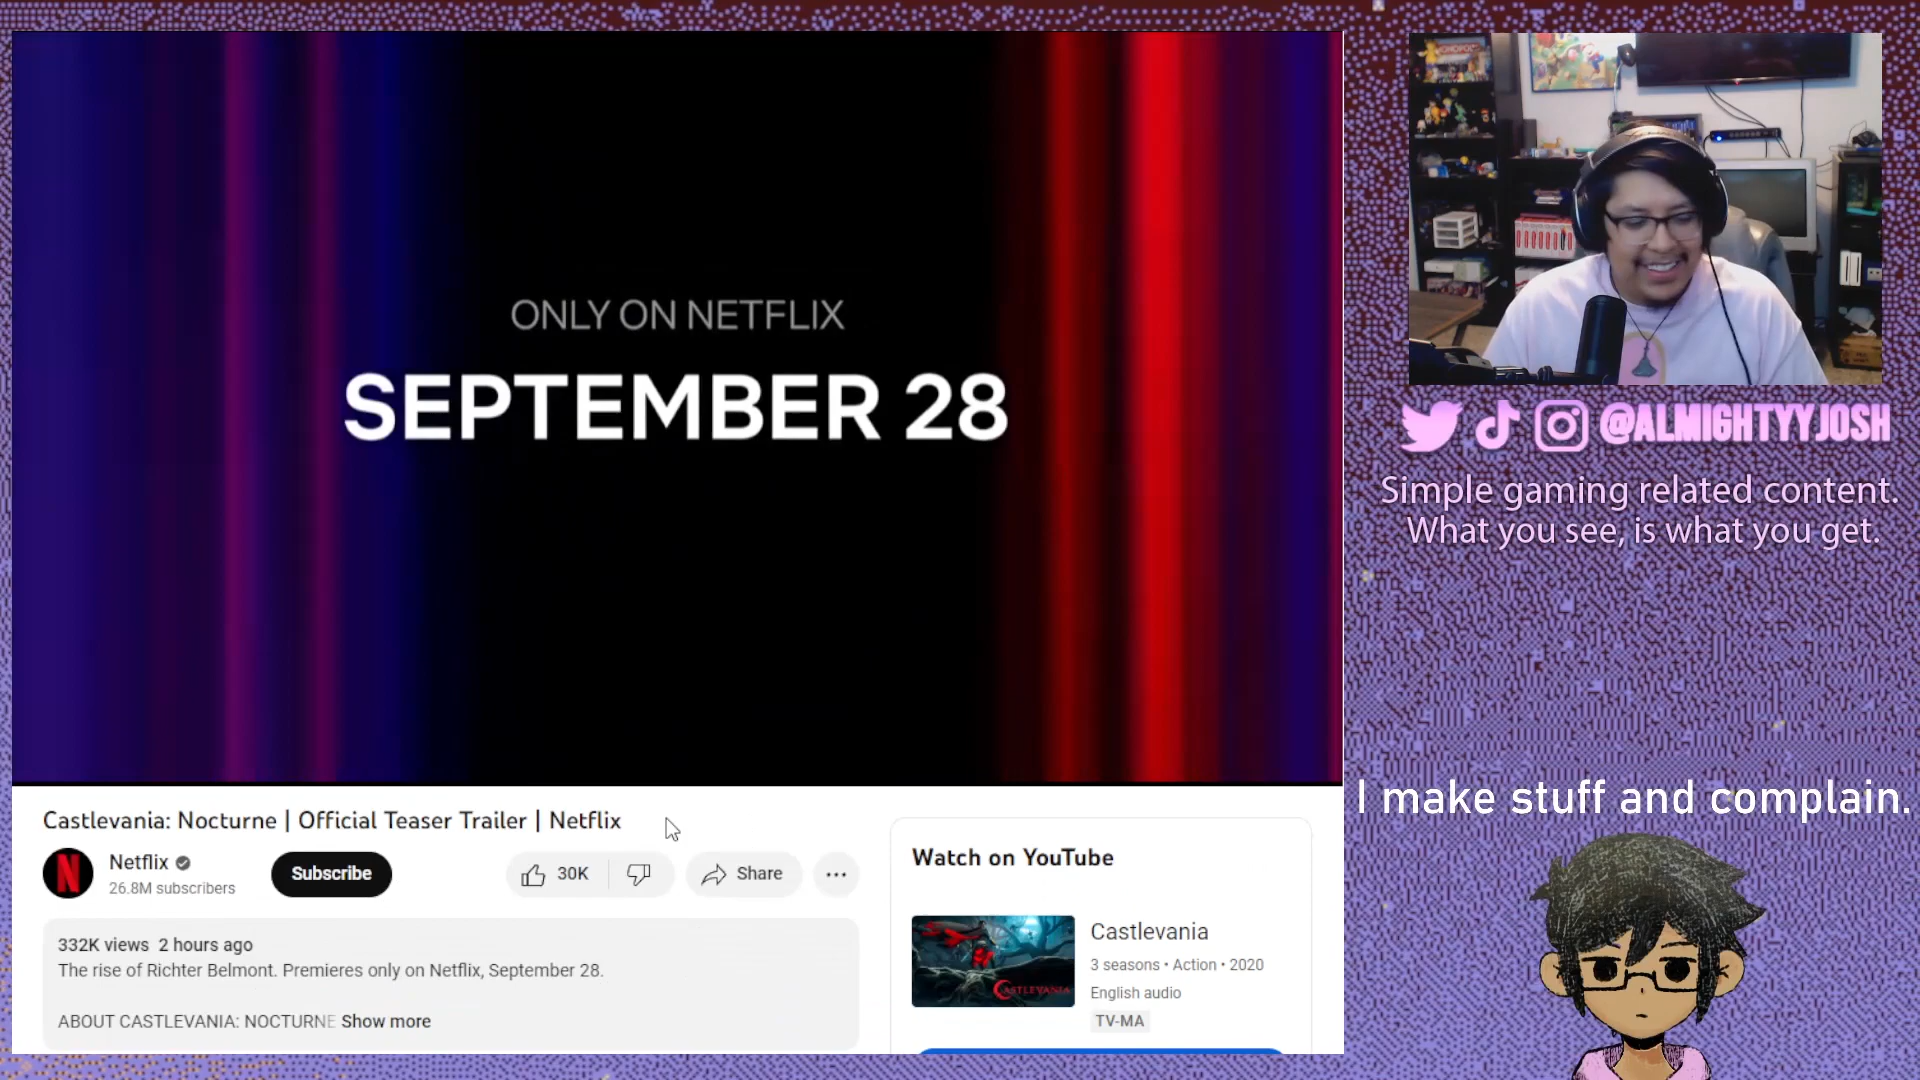 ONLY ON NETFLIX
SEPTEMBER 28
Castlevania: Nocturne | Official Teaser Trailer | Netflix
Netflix
26.8M subscribers
Subscribe
30K
Share
332K views 2 hours ago
The rise of Richter Belmont. Premieres only on Netflix, September 28.
ABOUT CASTLEVANIA: NOCTURNE Show more
Watch on YouTube
CASTLEVANIA
Castlevania
3 seasons • Action • 2020
English audio
TV-MA
MONOPOLY
@ALMIGHTYYJOSH
Simple gaming related content.
What you see, is what you get.
I make stuff and complain.